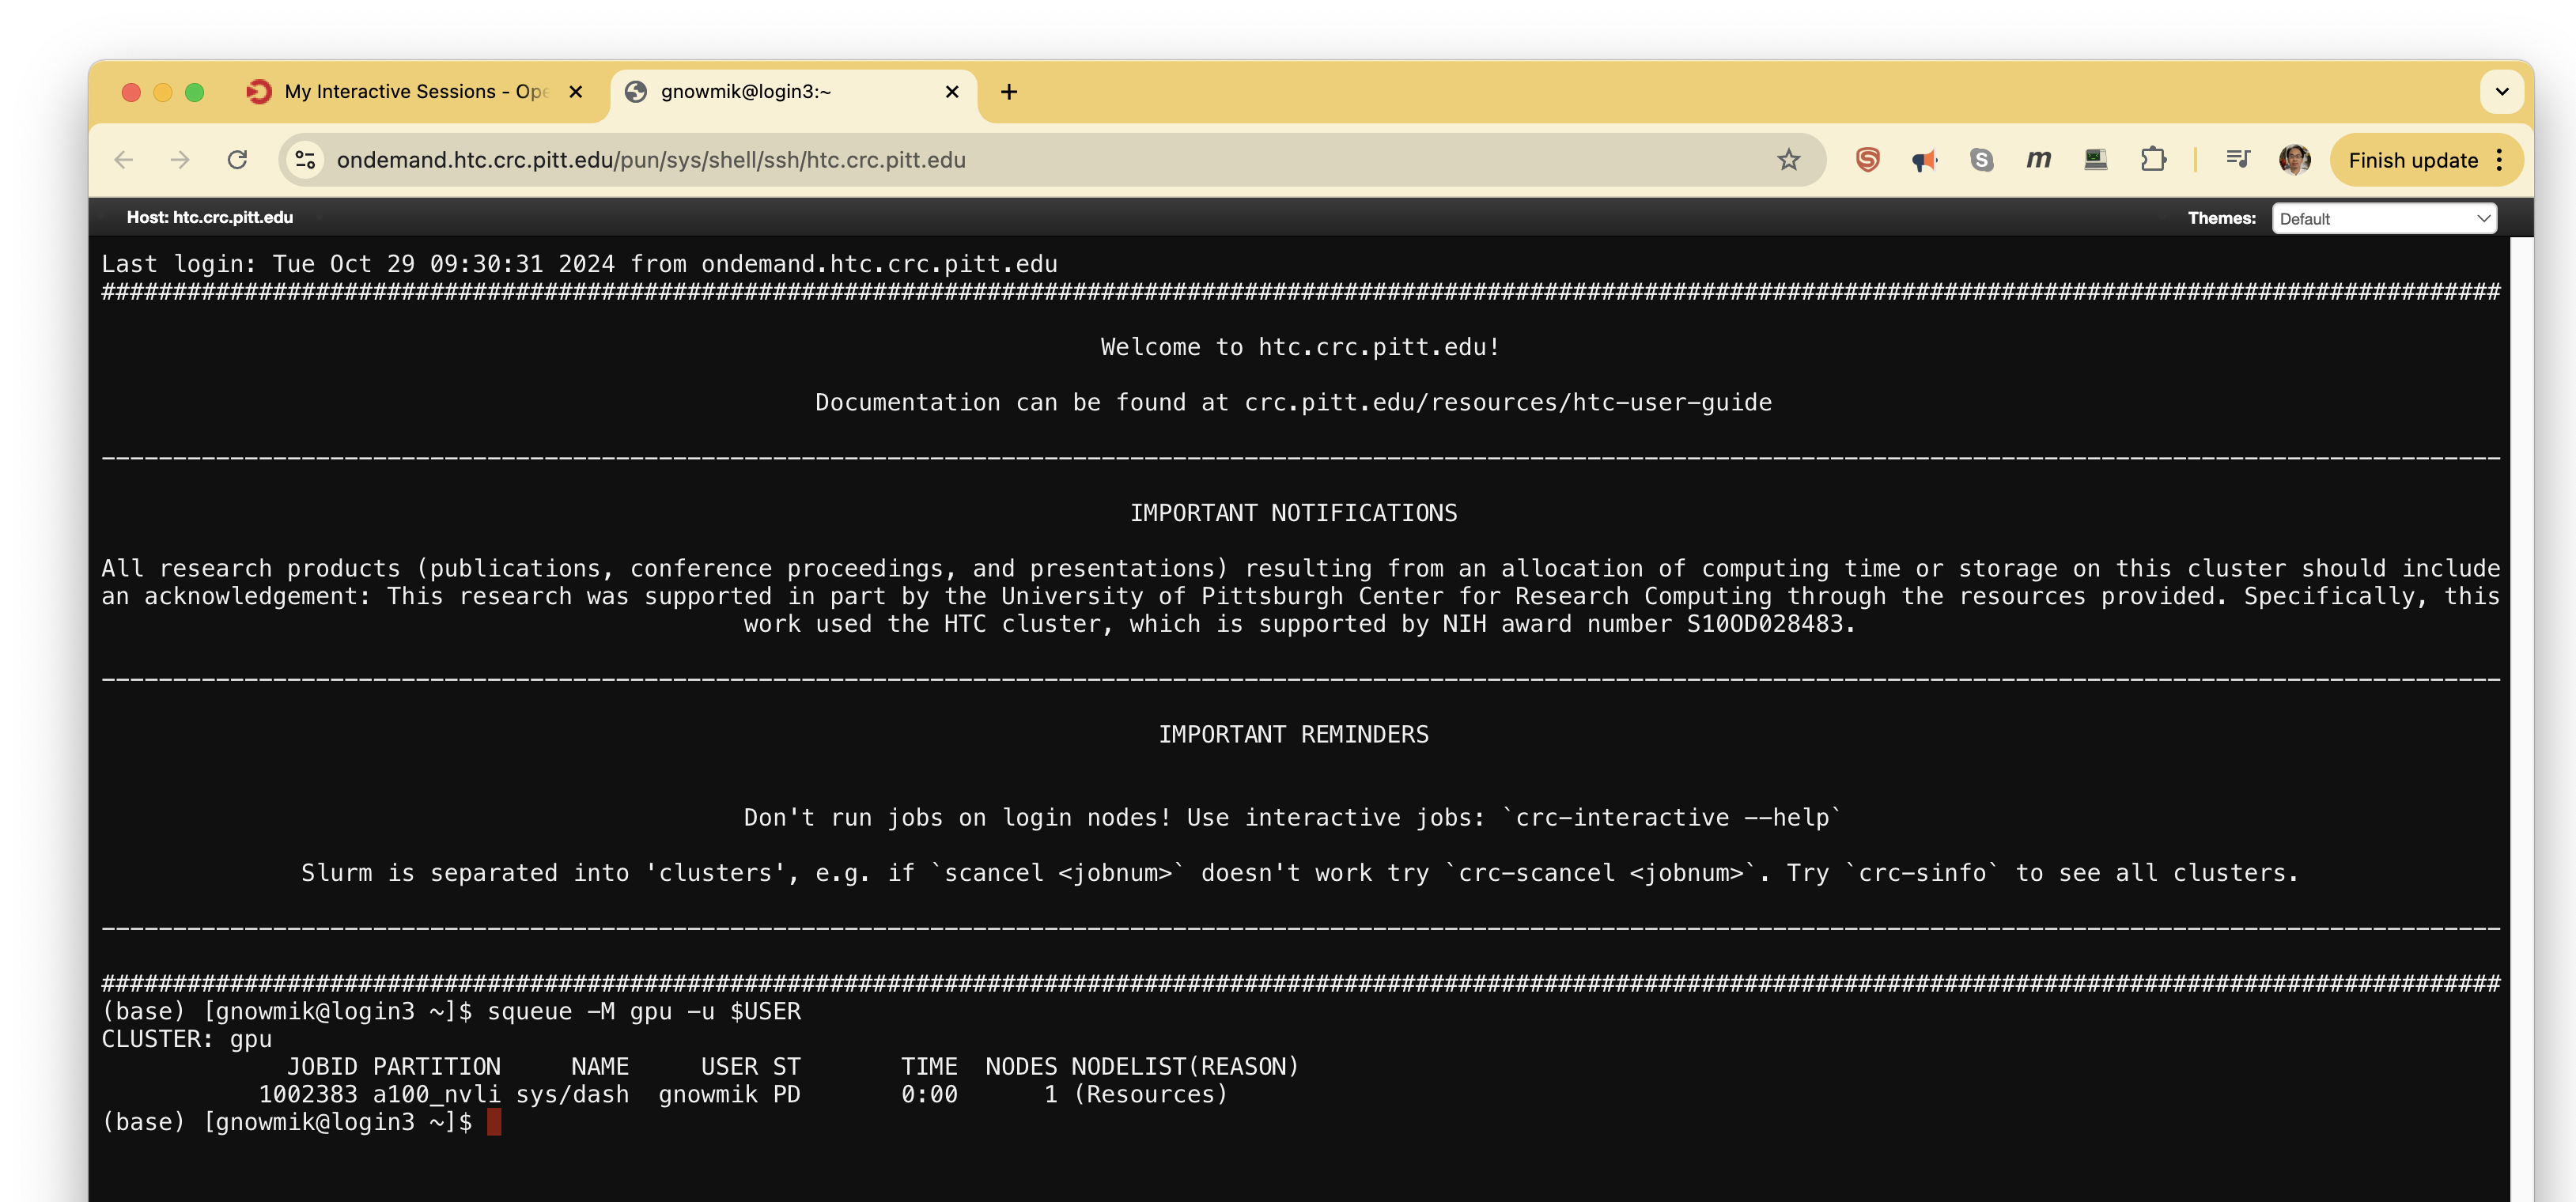 My Interactive Sessions - Ope
gnowmik@login3:~
ondemand.htc.crc.pitt.edu/pun/sys/shell/ssh/htc.crc.pitt.edu
Finish update
Host: htc.crc.pitt.edu
Themes: Default
Last login: Tue Oct 29 09:30:31 2024 from ondemand.htc.crc.pitt.edu
########################################################################################################################################################################
Welcome to htc.crc.pitt.edu!
Documentation can be found at crc.pitt.edu/resources/htc-user-guide
------------------------------------------------------------------------------------------------------------------------------------------------------------------------
IMPORTANT NOTIFICATIONS
All research products (publications, conference proceedings, and presentations) resulting from an allocation of computing time or storage on this cluster should include
an acknowledgement: This research was supported in part by the University of Pittsburgh Center for Research Computing through the resources provided. Specifically, this
work used the HTC cluster, which is supported by NIH award number S10OD028483.
------------------------------------------------------------------------------------------------------------------------------------------------------------------------
IMPORTANT REMINDERS
Don't run jobs on login nodes! Use interactive jobs: `crc-interactive --help`
Slurm is separated into 'clusters', e.g. if `scancel <jobnum>` doesn't work try `crc-scancel <jobnum>`. Try `crc-sinfo` to see all clusters.
------------------------------------------------------------------------------------------------------------------------------------------------------------------------
########################################################################################################################################################################
(base) [gnowmik@login3 ~]$ squeue -M gpu -u $USER
CLUSTER: gpu
JOBID PARTITION NAME USER ST TIME NODES NODELIST(REASON)
1002383 a100_nvli sys/dash gnowmik PD 0:00 1 (Resources)
(base) [gnowmik@login3 ~]$